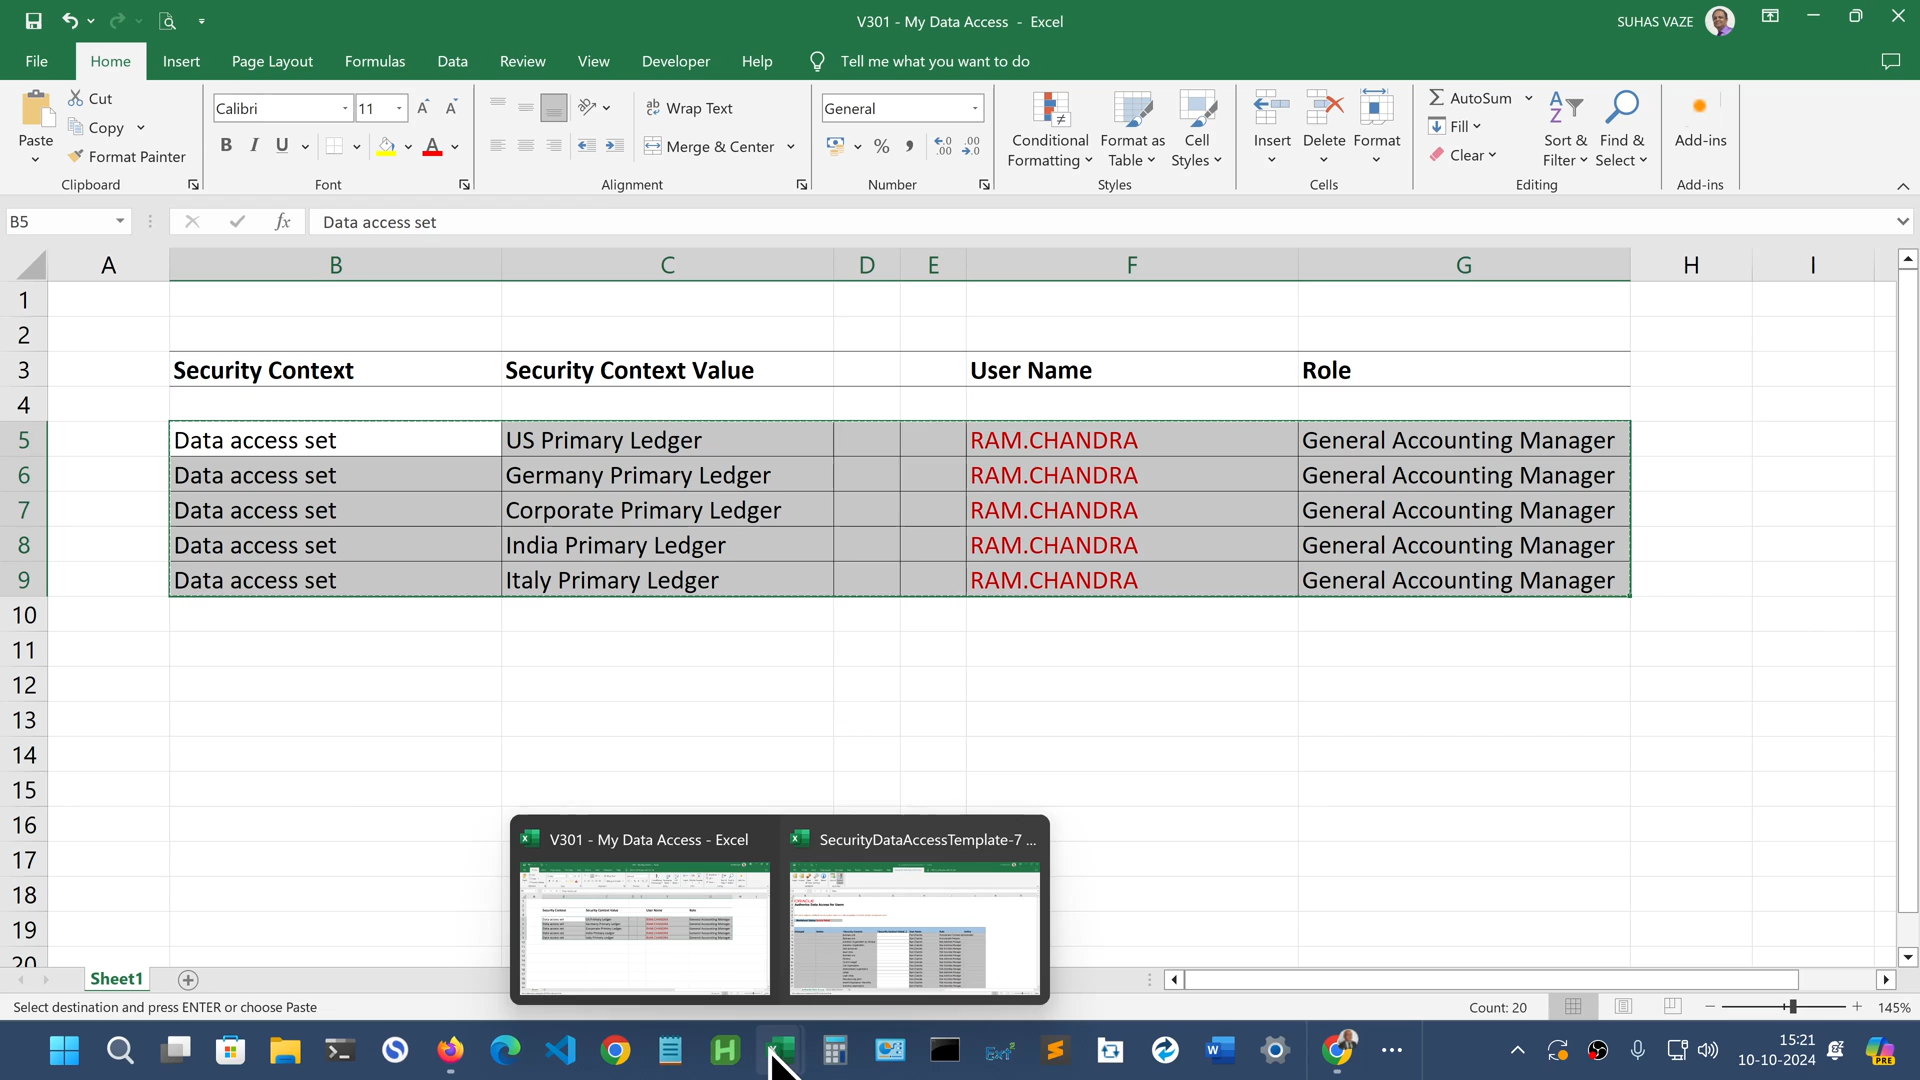 V301 - My Data Access - Excel
SUHAS VAZE
File Home Insert Page Layout Formulas Data Review View Developer Help Tell me what you want to do
Paste
Cut
Copy
Format Painter
Clipboard
Calibri 11
B I U
Font
Wrap Text
Merge & Center
Alignment
General
%
Number
Conditional Formatting
Format as Table
Cell Styles
Styles
Insert Delete Format
Cells
AutoSum
Fill
Clear
Sort & Filter
Find & Select
Editing
Add-ins
Add-ins
B5
fx
Data access set
A B C D E F G H I
1
2
3 Security Context Security Context Value User Name Role
4
5 Data access set US Primary Ledger RAM.CHANDRA General Accounting Manager
6 Data access set Germany Primary Ledger RAM.CHANDRA General Accounting Manager
7 Data access set Corporate Primary Ledger RAM.CHANDRA General Accounting Manager
8 Data access set India Primary Ledger RAM.CHANDRA General Accounting Manager
9 Data access set Italy Primary Ledger RAM.CHANDRA General Accounting Manager
10
11
12
13
14
15
16
17
18
19
20
V301 - My Data Access - Excel
SecurityDataAccessTemplate-7 ...
Sheet1
Select destination and press ENTER or choose Paste
Count: 20
145%
15:21
10-10-2024